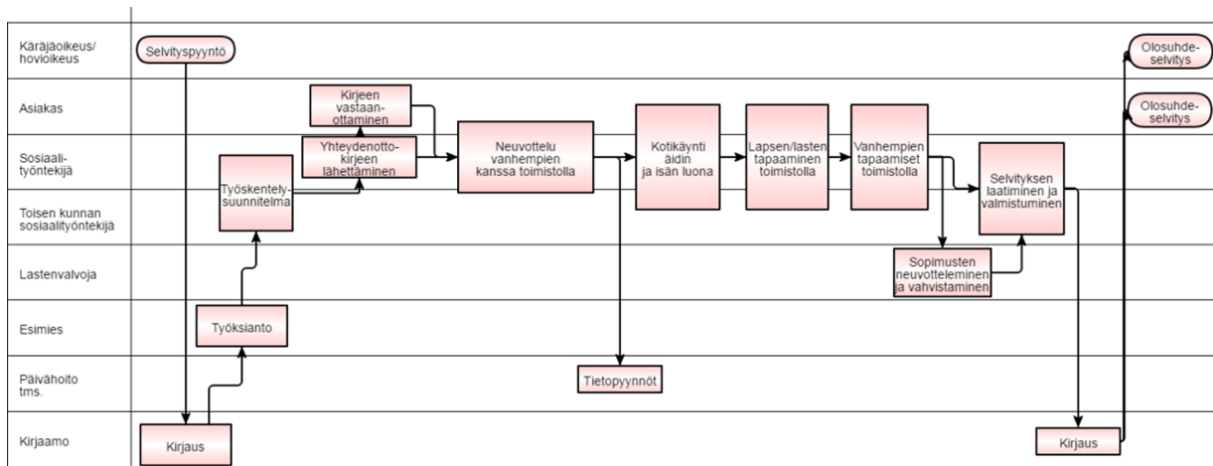 Käräjäoikeus/
hovioikeus
Selvityspyyntö
Olosuhde-
selvitys
Asiakas
Kirjeen
vastaan-
ottaminen
Olosuhde-
selvitys
Sosiaali-
työntekijä
Yhteydenotto-
kirjeen
lähettäminen
Neuvottelu
vanhempien
kanssa toimistolla
Kotikäynti
äidin
ja isän luona
Lapsen/lasten
tapaaminen
toimistolla
Vanhempien
tapaamiset
toimistolla
Työskentely-
suunnitelma
Selvityksen
laatiminen ja
valmistuminen
Toisen kunnan
sosiaalityöntekijä
Lastenvalvoja
Sopimusten
neuvotteleminen
ja vahvistaminen
Esimies
Työksianto
Päivähoito
tms.
Tietopyynnöt
Kirjaamo
Kirjaus
Kirjaus